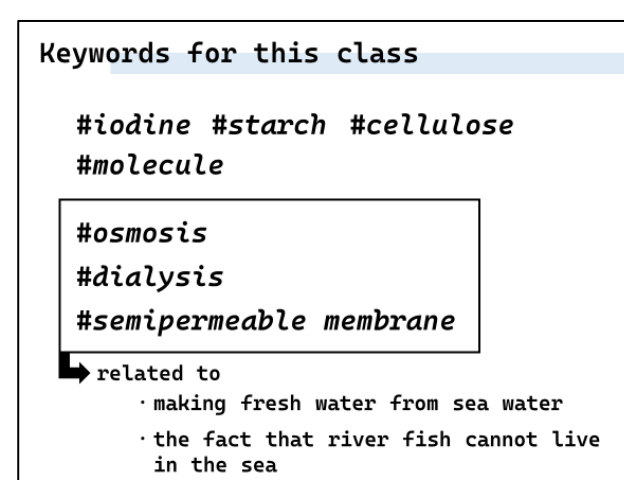 Keywords for this class
#iodine #starch #cellulose
#molecule
#osmosis
#dialysis
#semipermeable membrane
related to
・making fresh water from sea water
・the fact that river fish cannot live
in the sea